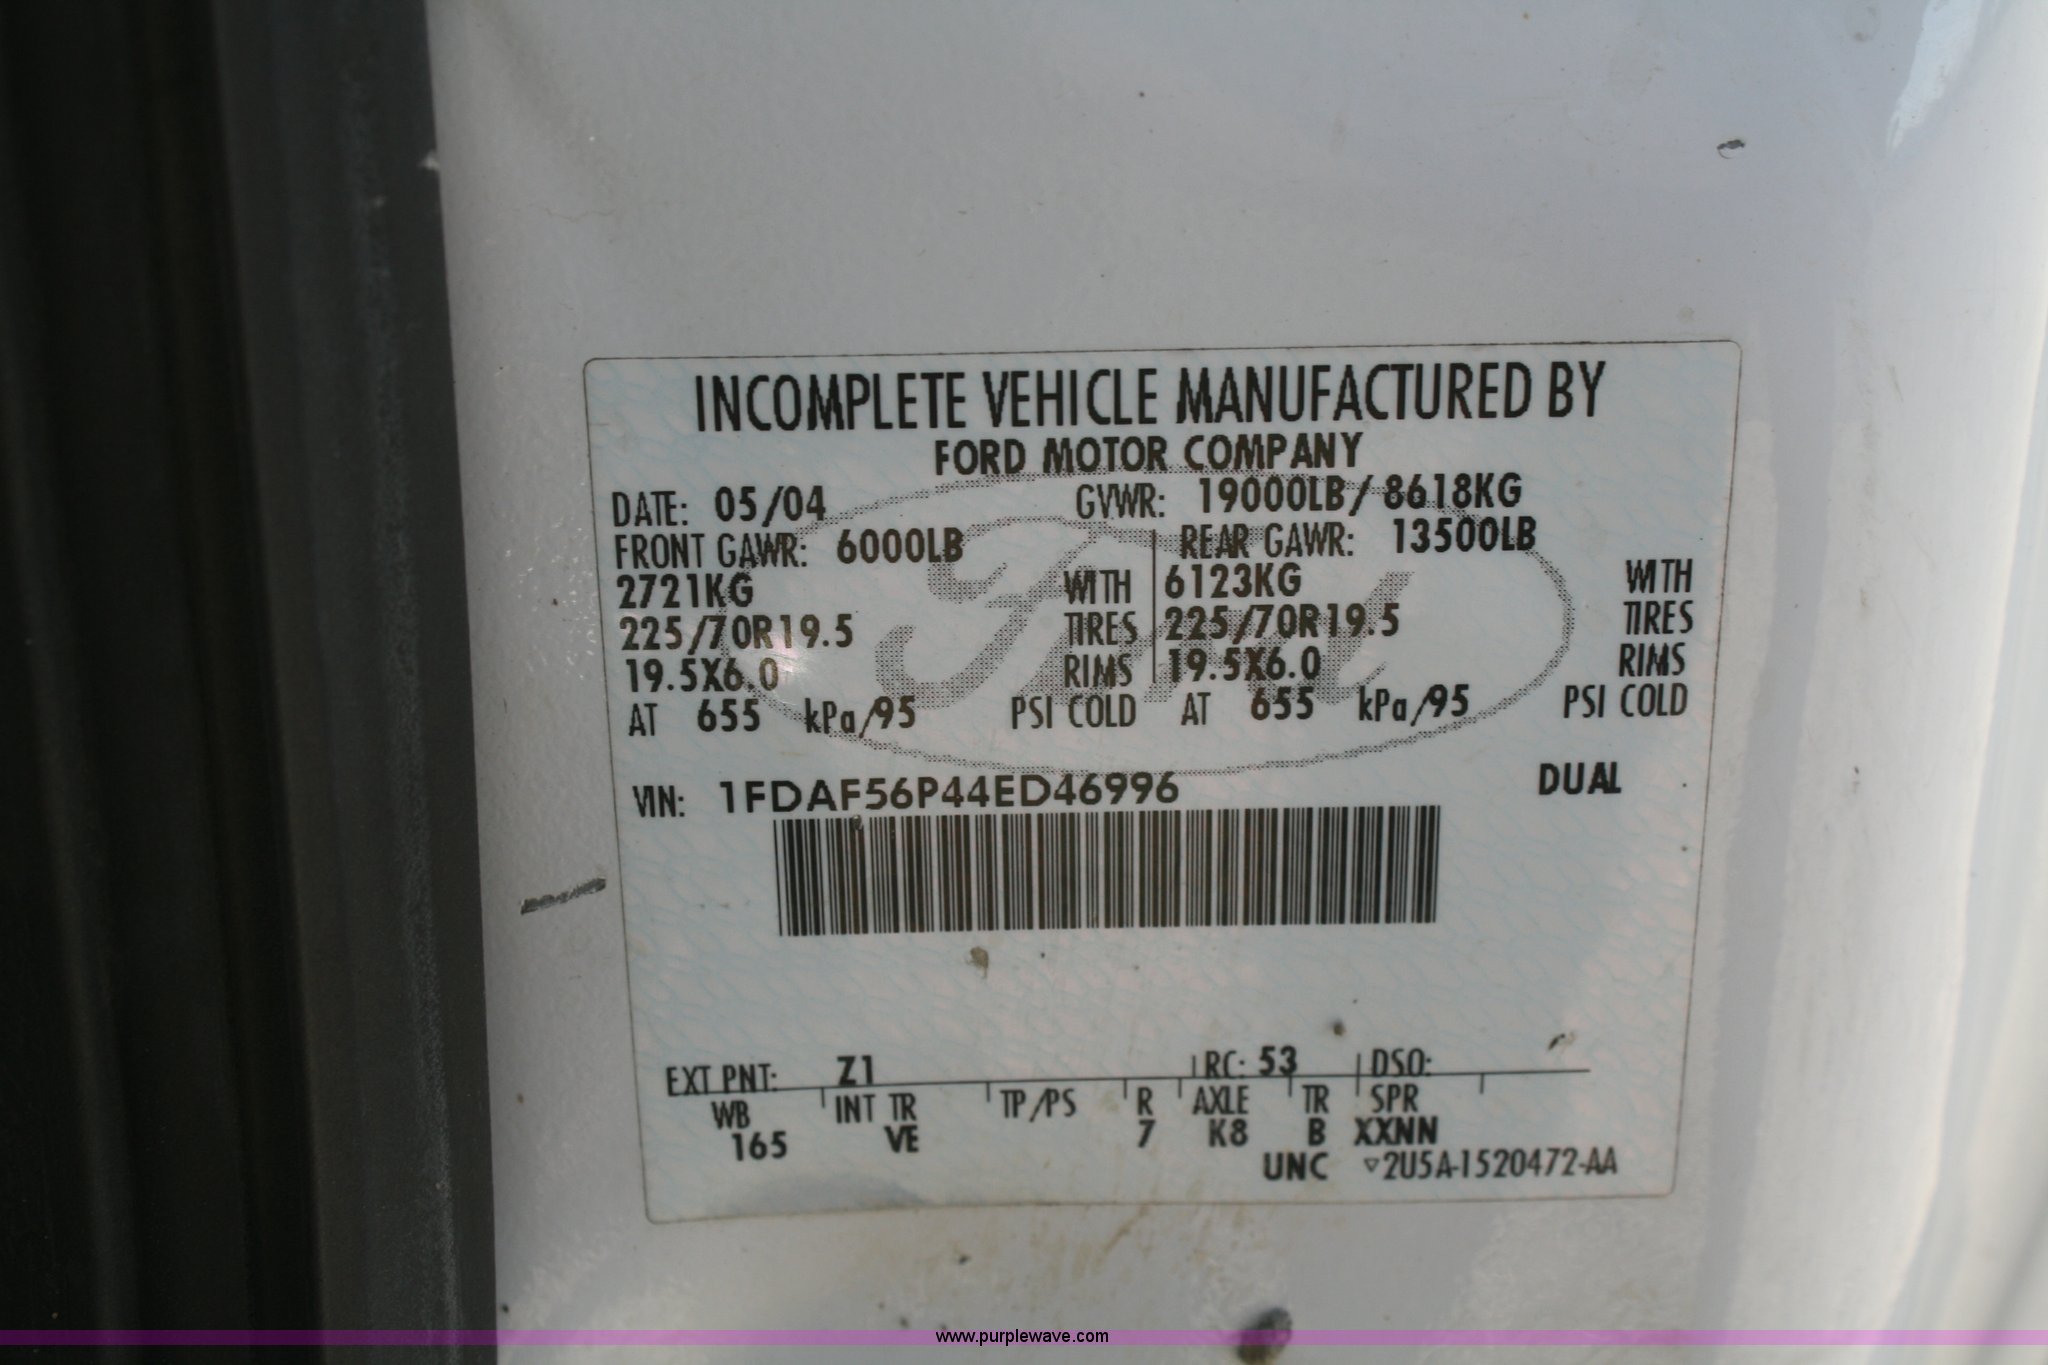 INCOMPLETE VEHICLE MANUFACTURED BY
FORD MOTOR COMPANY
DATE: 05/04 GVWR: 19000LB/ 8618KG
FRONT GAWR: 6000LB REAR GAWR: 13500LB
2721KG WITH 6123KG WITH
225/70R19.5 TIRES 225/70R19.5 TIRES
19.5X6.0 RIMS 19.5X6.0 RIMS
AT 655 kPa/95 PSI COLD AT 655 kPa/95 PSI COLD
Ford
VIN: 1FDAF56P44ED46996 DUAL
EXT PNT: Z1 RC: 53 DSO:
WB INT TR TP/PS R AXLE TR SPR
165 VE 7 K8 B XXNN
UNC ▽2U5A-1520472-AA
www.purplewave.com